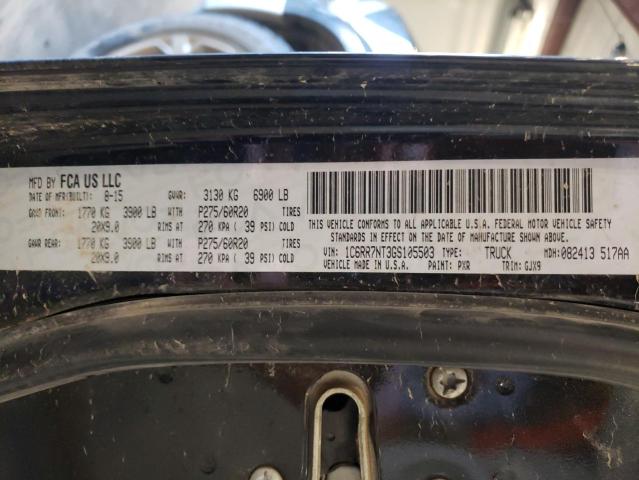 MFD BY FCA US LLC
DATE OF MFR(BUILT): 8-15 GVWR: 3130 KG 6900 LB
GAWR FRONT: 1770 KG 3900 LB WITH P275/60R20 TIRES
20X9.0 RIMS AT 270 KPA ( 39 PSI) COLD
GAWR REAR: 1770 KG 3900 LB WITH P275/60R20 TIRES
20X9.0 RIMS AT 270 KPA ( 39 PSI) COLD
THIS VEHICLE CONFORMS TO ALL APPLICABLE U.S.A. FEDERAL MOTOR VEHICLE SAFETY
STANDARDS IN EFFECT ON THE DATE OF MANUFACTURE SHOWN ABOVE.
VIN: 1C6RR7NT3GS105503 TYPE: TRUCK MDH: 082413 517AA
VEHICLE MADE IN U.S.A. PAINT: PXR TRIM: GJX9